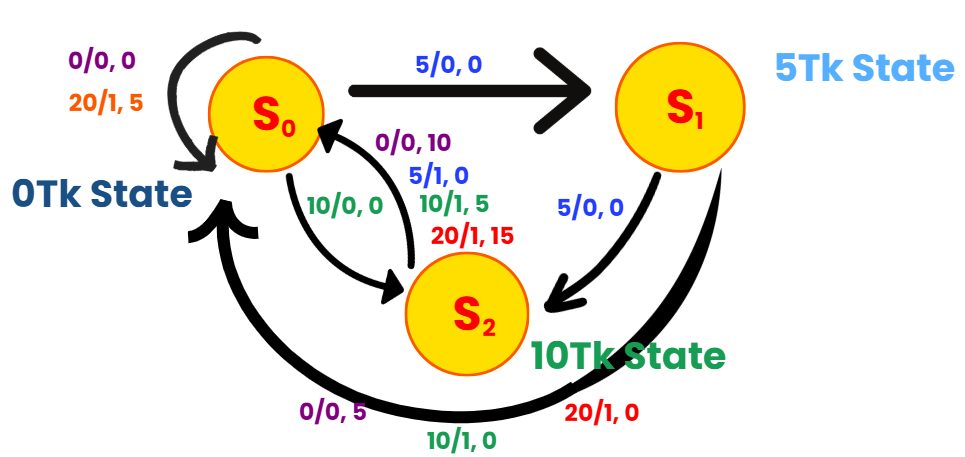 0/0, 0
20/1, 5
S0
5/0, 0
S1
5Tk State
0Tk State
0/0, 10
5/1, 0
10/1, 5
20/1, 15
10/0, 0
5/0, 0
S2
10Tk State
0/0, 5
10/1, 0
20/1, 0